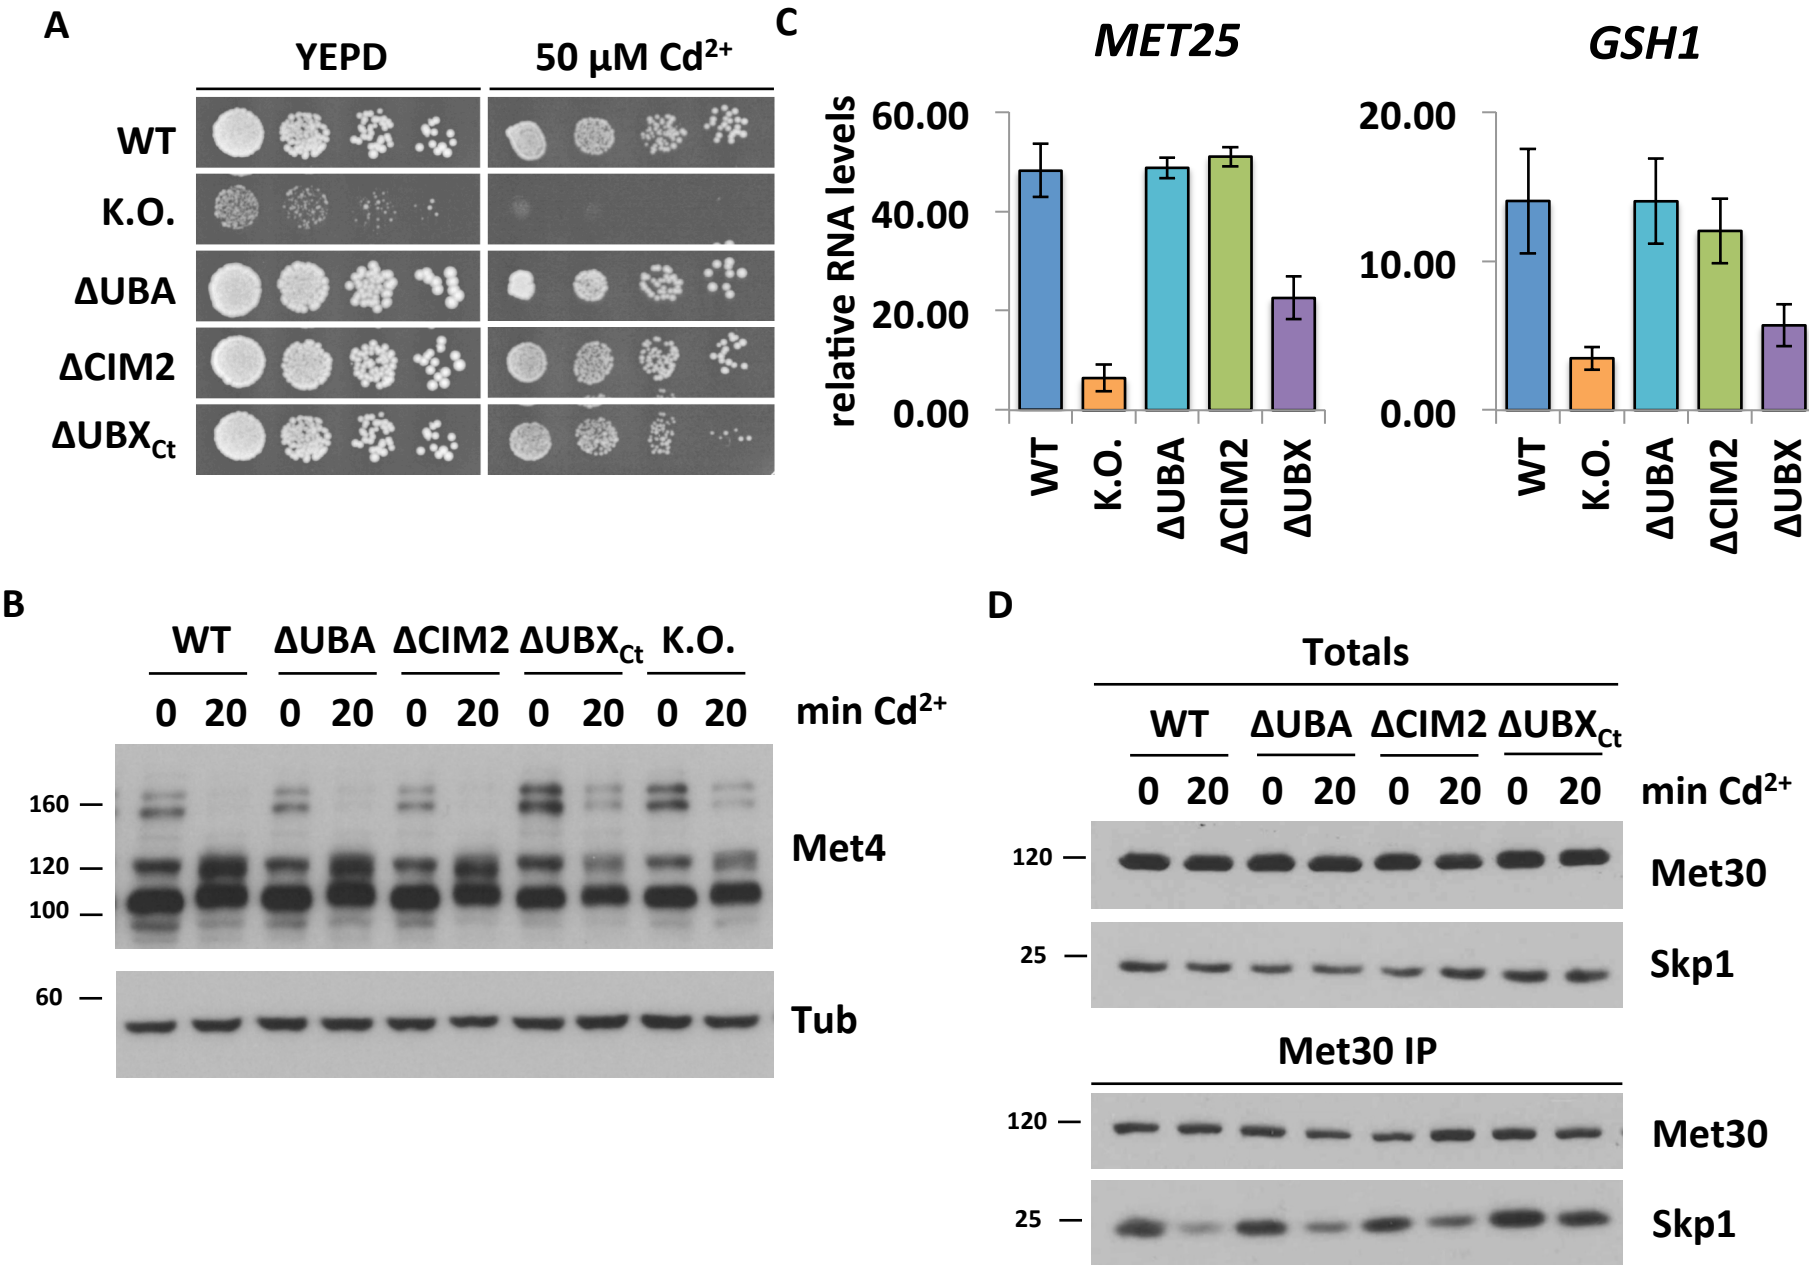 A
YEPD 50 µM Cd2+
WT
K.O.
ΔUBA
ΔCIM2
ΔUBXCt
C
MET25 GSH1
relative RNA levels
60.00
40.00
20.00
0.00
WT K.O. ΔUBA ΔCIM2 ΔUBX
20.00
10.00
0.00
WT K.O. ΔUBA ΔCIM2 ΔUBX
B
WT ΔUBA ΔCIM2 ΔUBXCt K.O.
0 20 0 20 0 20 0 20 0 20 min Cd2+
160
120
100
Met4
60
Tub
D
Totals
WT ΔUBA ΔCIM2 ΔUBXCt
0 20 0 20 0 20 0 20 min Cd2+
120 Met30
25 Skp1
Met30 IP
120 Met30
25 Skp1